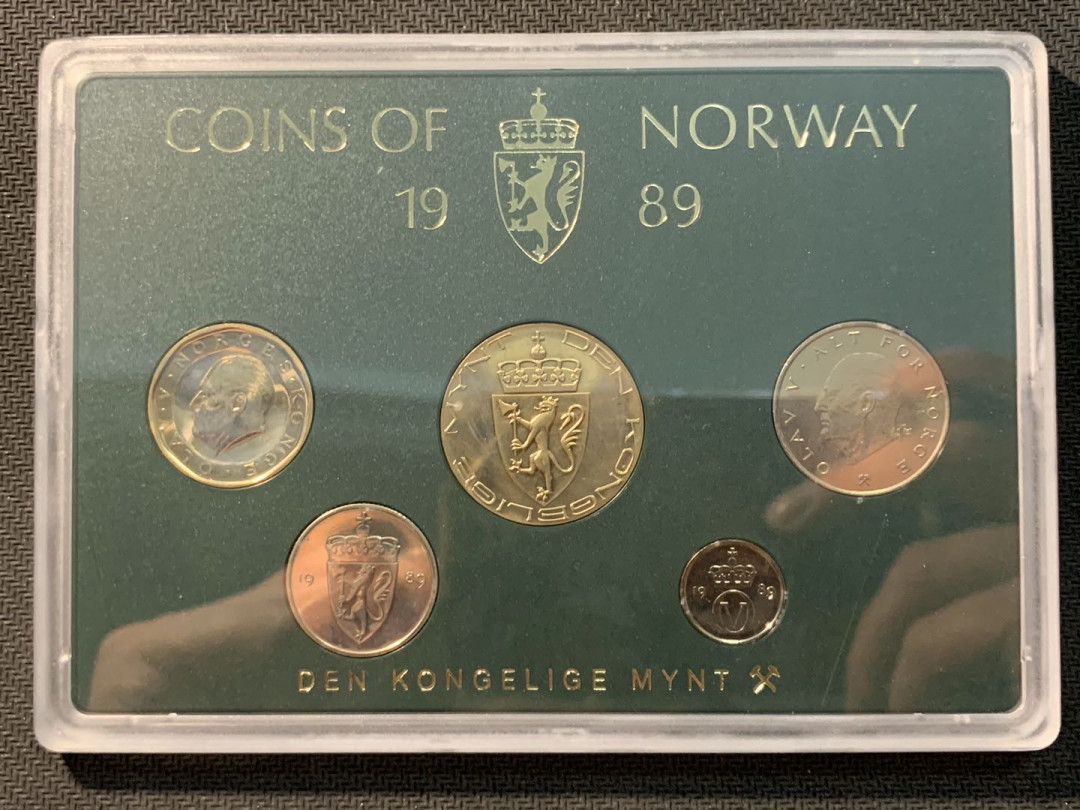 COINS OF NORWAY
19 89
OLAV · V · NORGES · KONGE
DEN KONGELIGE MYNT
OLAV V · ALT FOR NORGE
19 89
19 89
V
DEN KONGELIGE MYNT